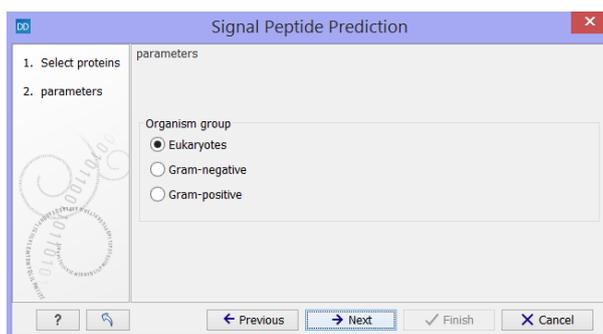 DD
Signal Peptide Prediction
×
1. Select proteins
2. parameters
parameters
Organism group
Eukaryotes
Gram-negative
Gram-positive
?
Previous
Next
Finish
Cancel